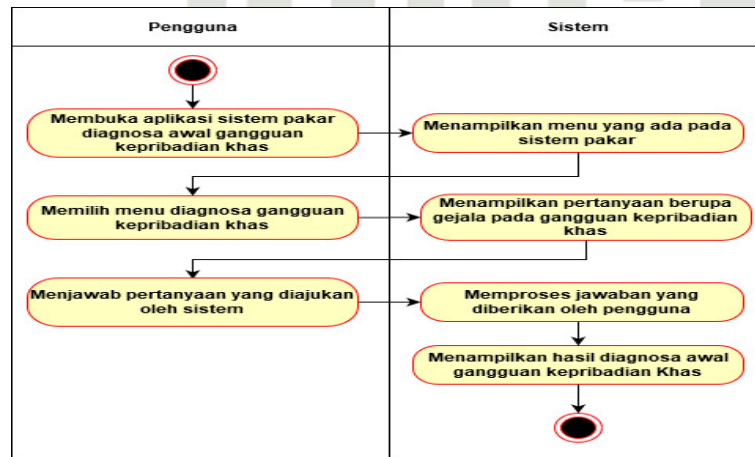 Pengguna
Sistem
Membuka aplikasi sistem pakar
diagnosa awal gangguan
kepribadian khas
Menampilkan menu yang ada pada
sistem pakar
Memilih menu diagnosa gangguan
kepribadian khas
Menampilkan pertanyaan berupa
gejala pada gangguan kepribadian
khas
Menjawab pertanyaan yang diajukan
oleh sistem
Memproses jawaban yang
diberikan oleh pengguna
Menampilkan hasil diagnosa awal
gangguan kepribadian Khas